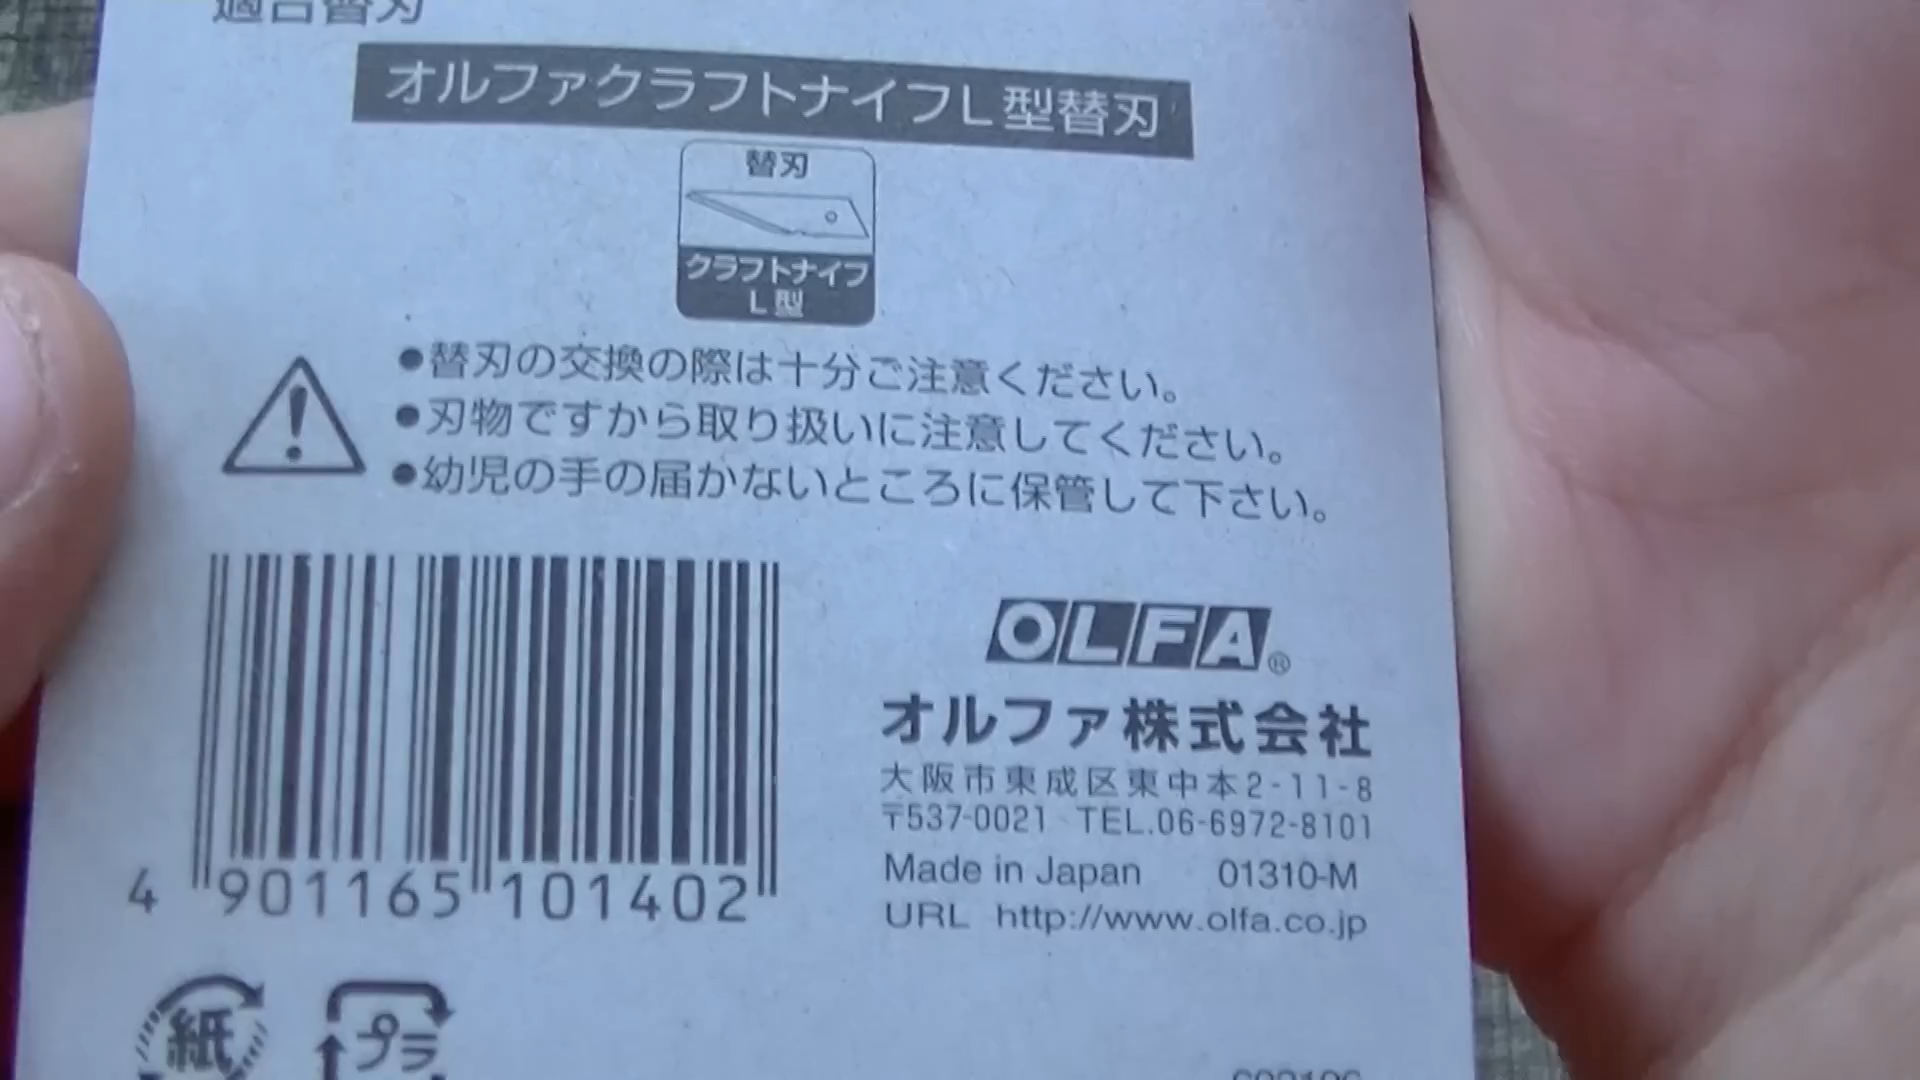 適合替刃
オルファクラフトナイフL型替刃
替刃
クラフトナイフ
L型
●替刃の交換の際は十分ご注意ください。
●刃物ですから取り扱いに注意してください。
●幼児の手の届かないところに保管して下さい。
4 901165 101402
OLFA®
オルファ株式会社
大阪市東成区東中本2-11-8
〒537-0021 TEL.06-6972-8101
Made in Japan 01310-M
URL http://www.olfa.co.jp
紙
プラ